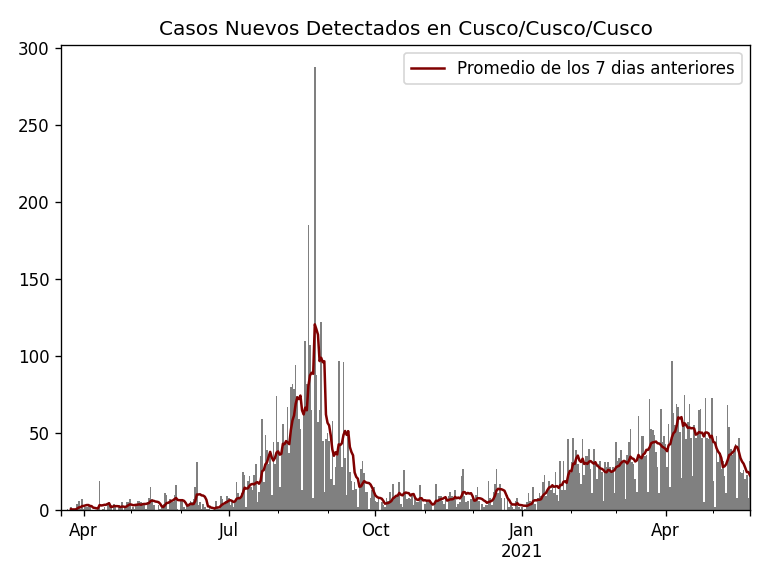 Casos Nuevos Detectados en Cusco/Cusco/Cusco
300
Promedio de los 7 dias anteriores
250
200
150
100
50
0
Apr Jul Oct Jan Apr
2021